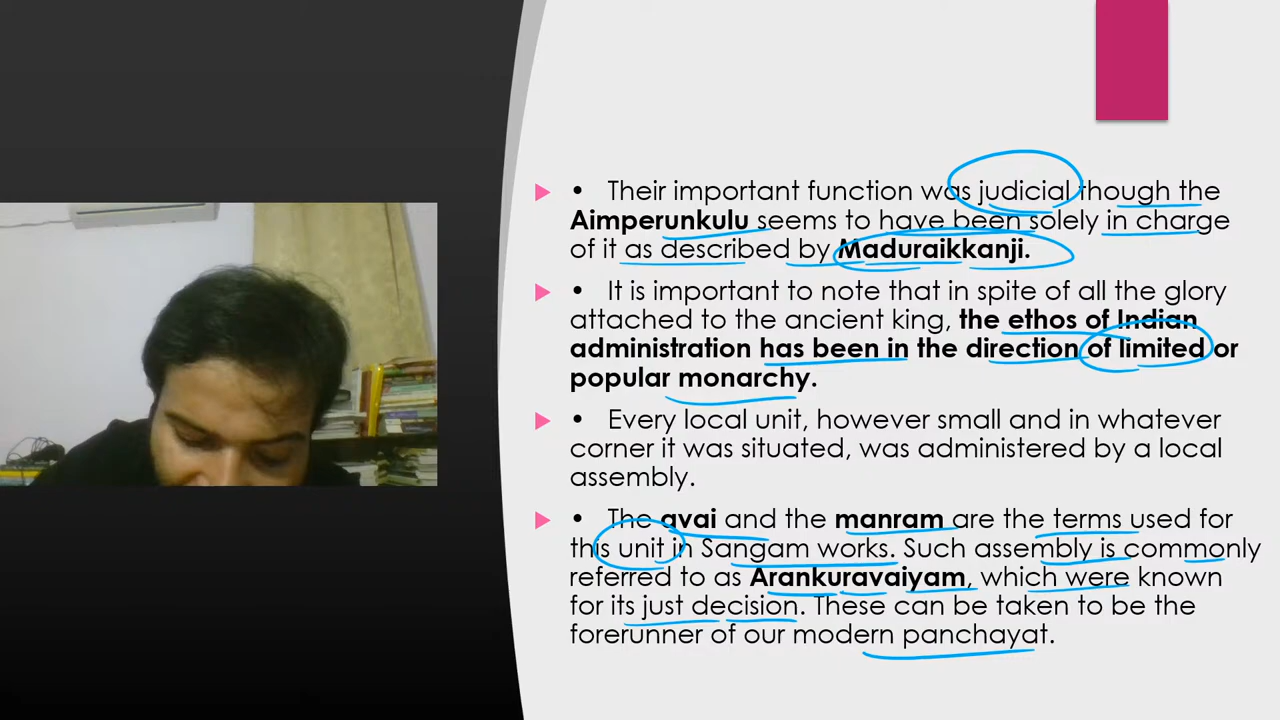 • Their important function was judicial though the
Aimperunkulu seems to have been solely in charge
of it as described by Maduraikkanji.
• It is important to note that in spite of all the glory
attached to the ancient king, the ethos of Indian
administration has been in the direction of limited or
popular monarchy.
• Every local unit, however small and in whatever
corner it was situated, was administered by a local
assembly.
• The avai and the manram are the terms used for
this unit in Sangam works. Such assembly is commonly
referred to as Arankuravaiyam, which were known
for its just decision. These can be taken to be the
forerunner of our modern panchayat.